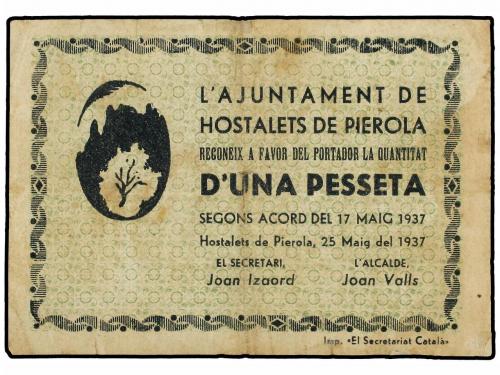 L'AJUNTAMENT DE
HOSTALETS DE PIEROLA
RECONEIX A FAVOR DEL PORTADOR LA QUANTITAT
D'UNA PESSETA
SEGONS ACORD DEL 17 MAIG 1937
Hostalets de Pierola, 25 Maig del 1937
EL SECRETARI, L'ALCALDE,
Joan Izaord Joan Valls
Imp. «El Secretariat Català»